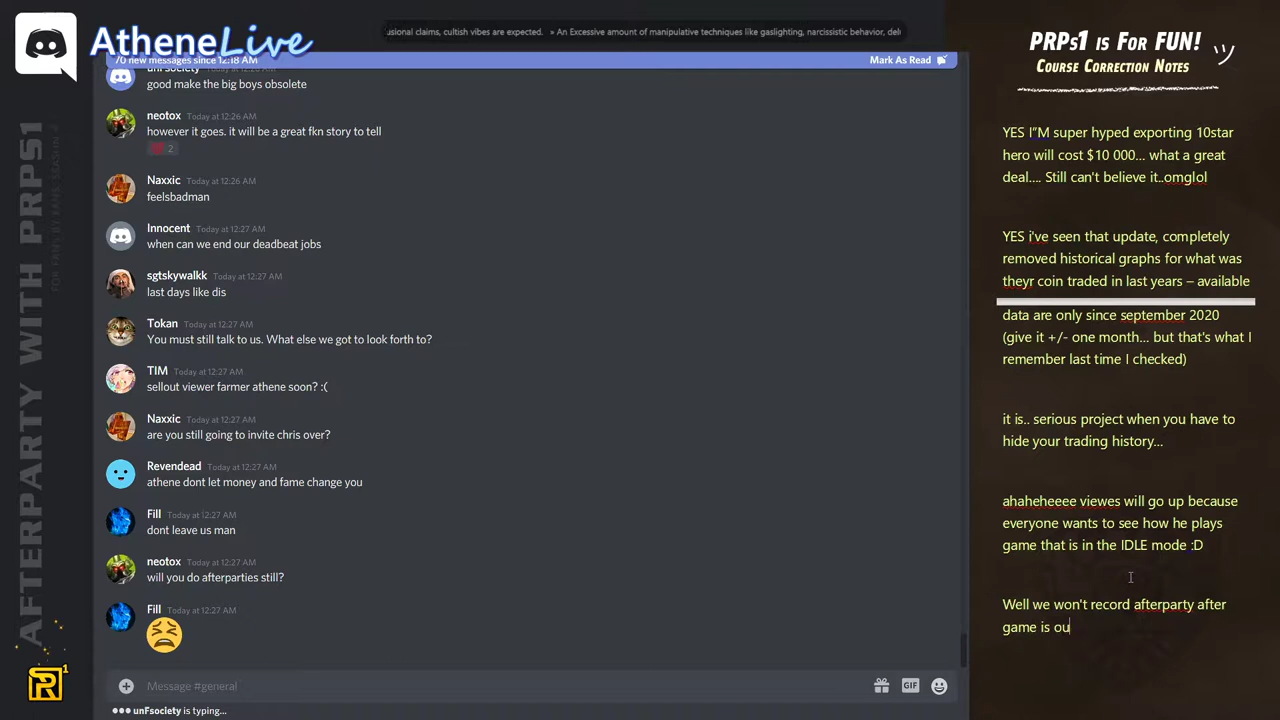 AtheneLive
usional claims, cultish vibes are expected. » An Excessive amount of manipulative techniques like gaslighting, narcissistic behavior, del
70 new messages since 12:18 AM
Mark As Read
unFsociety Today at 12:26 AM
good make the big boys obsolete
neotox Today at 12:26 AM
however it goes. it will be a great fkn story to tell
2
Naxxic Today at 12:26 AM
feelsbadman
Innocent Today at 12:27 AM
when can we end our deadbeat jobs
sgtskywalkk Today at 12:27 AM
last days like dis
Tokan Today at 12:27 AM
You must still talk to us. What else we got to look forth to?
TIM Today at 12:27 AM
sellout viewer farmer athene soon? :(
Naxxic Today at 12:27 AM
are you still going to invite chris over?
Revendead Today at 12:27 AM
athene dont let money and fame change you
Fill Today at 12:27 AM
dont leave us man
neotox Today at 12:27 AM
will you do afterparties still?
Fill Today at 12:27 AM
Message #general
GIF
unFsociety is typing...
AFTERPARTY WITH PRPS1
R1
PRPs1 is For FUN! ツ
Course Correction Notes
YES I"M super hyped exporting 10star
hero will cost $10 000... what a great
deal.... Still can't believe it..omglol
YES i've seen that update, completely
removed historical graphs for what was
theyr coin traded in last years – available
data are only since september 2020
(give it +/- one month... but that's what I
remember last time I checked)
it is.. serious project when you have to
hide your trading history...
ahaheheeee viewes will go up because
everyone wants to see how he plays
game that is in the IDLE mode :D
Well we won't record afterparty after
game is ou